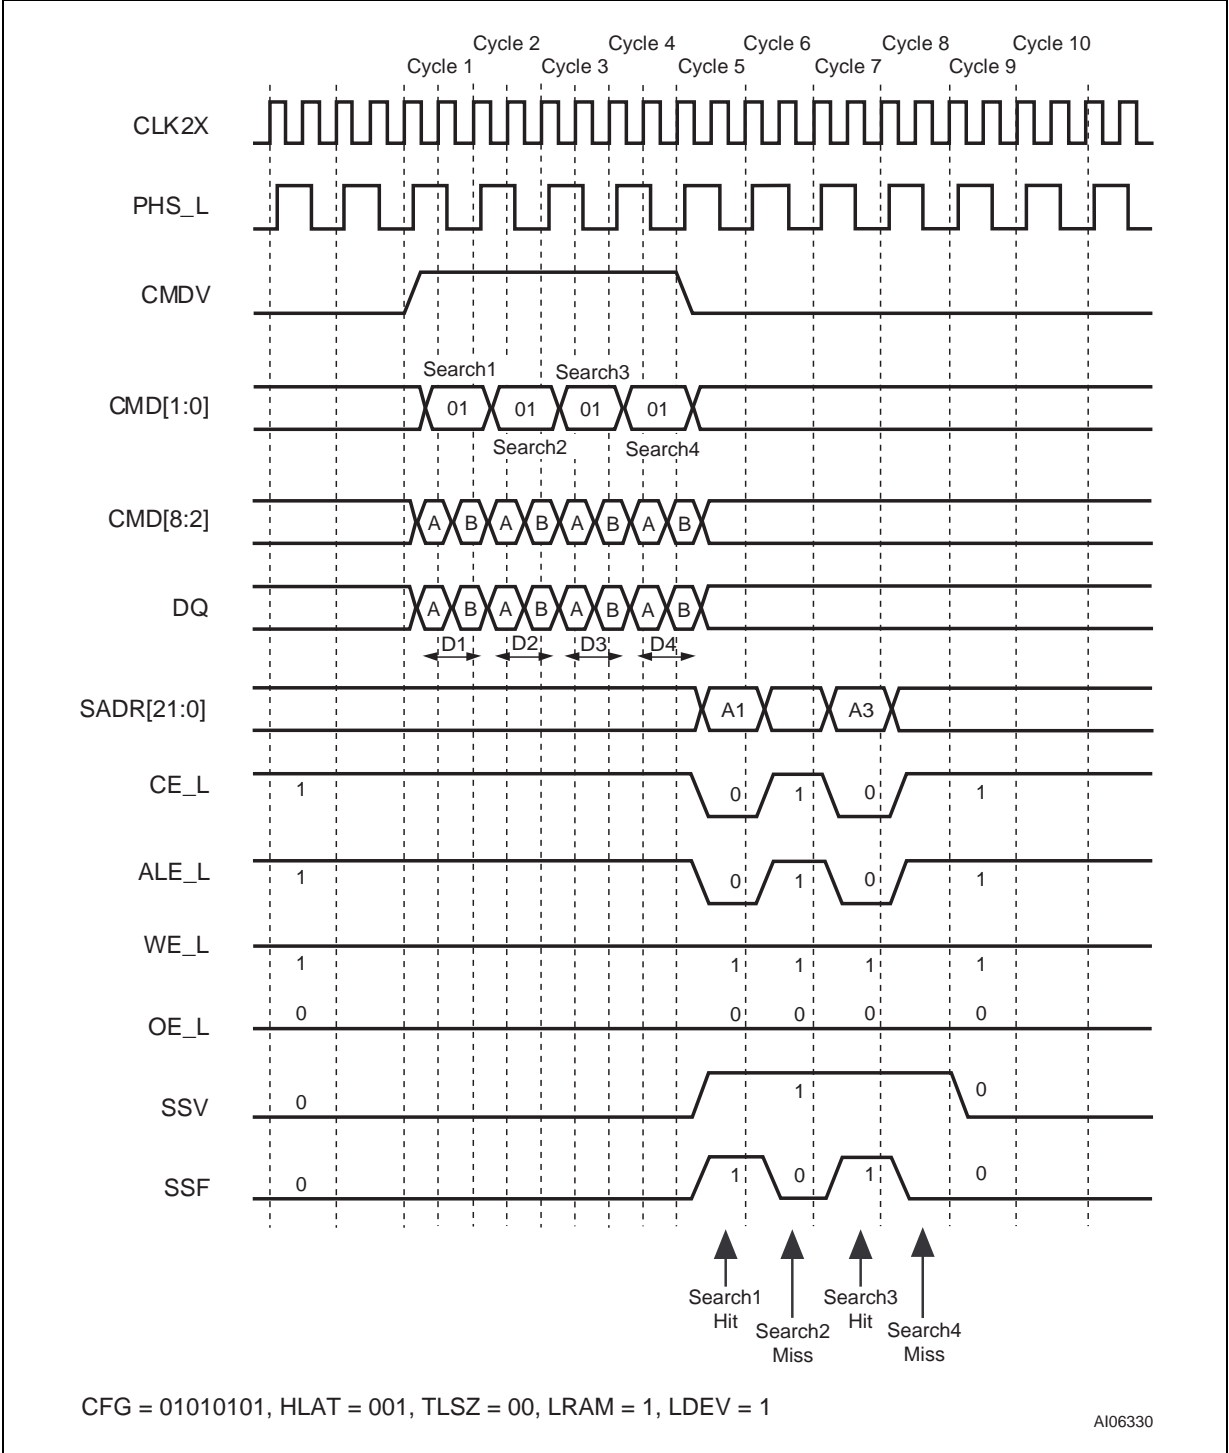 Cycle 2 Cycle 4 Cycle 6 Cycle 8 Cycle 10
Cycle 1 Cycle 3 Cycle 5 Cycle 7 Cycle 9
CLK2X
PHS_L
CMDV
Search1 Search3
CMD[1:0] 01 01 01 01
Search2 Search4
CMD[8:2] A B A B A B A B
DQ A B A B A B A B
D1 D2 D3 D4
SADR[21:0] A1 A3
CE_L 1 0 1 0 1
ALE_L 1 0 1 0 1
WE_L
1 1 1 1 1
0 0 0 0 0
OE_L
SSV 0 1 0
SSF 0 1 0 1 0
Search1 Hit
Search2 Miss
Search3 Hit
Search4 Miss
CFG = 01010101, HLAT = 001, TLSZ = 00, LRAM = 1, LDEV = 1
AI06330